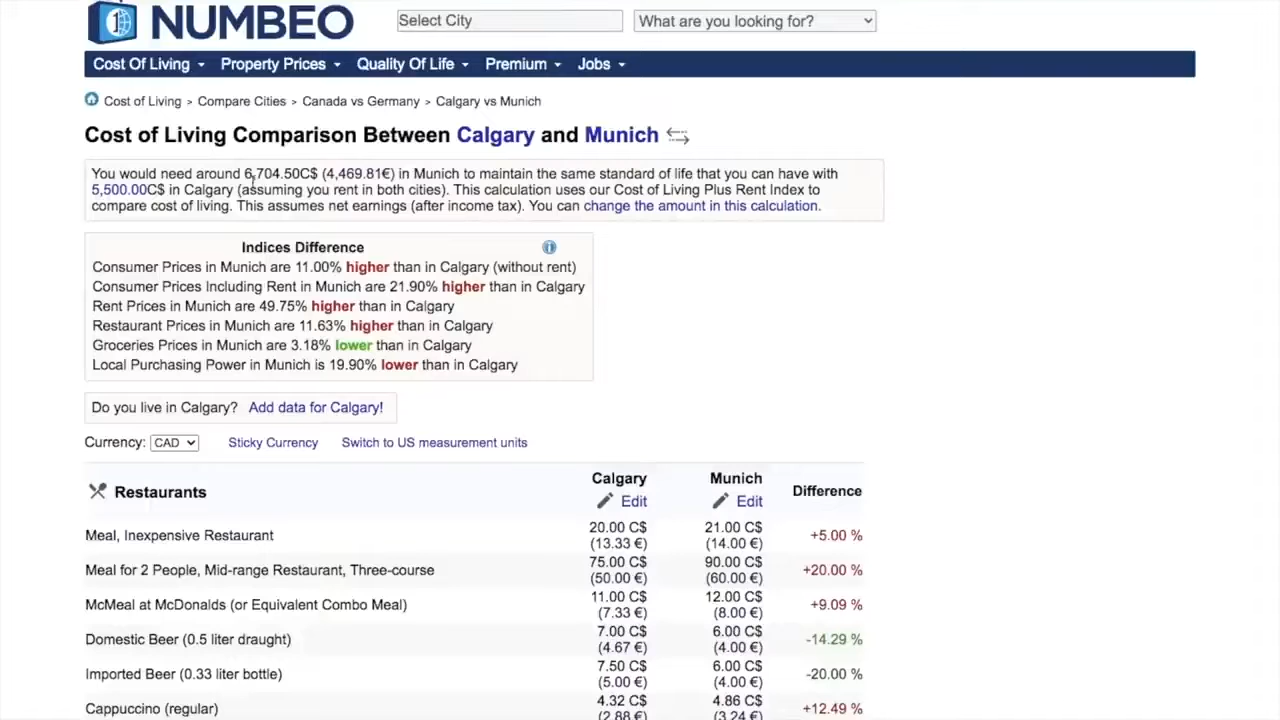 NUMBEO
Select City
What are you looking for?
Cost Of Living Property Prices Quality Of Life Premium Jobs
Cost of Living > Compare Cities > Canada vs Germany > Calgary vs Munich
Cost of Living Comparison Between Calgary and Munich
You would need around 6,704.50C$ (4,469.81€) in Munich to maintain the same standard of life that you can have with
5,500.00C$ in Calgary (assuming you rent in both cities). This calculation uses our Cost of Living Plus Rent Index to
compare cost of living. This assumes net earnings (after income tax). You can change the amount in this calculation.
Indices Difference
Consumer Prices in Munich are 11.00% higher than in Calgary (without rent)
Consumer Prices Including Rent in Munich are 21.90% higher than in Calgary
Rent Prices in Munich are 49.75% higher than in Calgary
Restaurant Prices in Munich are 11.63% higher than in Calgary
Groceries Prices in Munich are 3.18% lower than in Calgary
Local Purchasing Power in Munich is 19.90% lower than in Calgary
Do you live in Calgary? Add data for Calgary!
Currency: CAD Sticky Currency Switch to US measurement units
Restaurants
Calgary
Edit
Munich
Edit
Difference
Meal, Inexpensive Restaurant
20.00 C$
(13.33 €)
21.00 C$
(14.00 €)
+5.00 %
Meal for 2 People, Mid-range Restaurant, Three-course
75.00 C$
(50.00 €)
90.00 C$
(60.00 €)
+20.00 %
McMeal at McDonalds (or Equivalent Combo Meal)
11.00 C$
(7.33 €)
12.00 C$
(8.00 €)
+9.09 %
Domestic Beer (0.5 liter draught)
7.00 C$
(4.67 €)
6.00 C$
(4.00 €)
-14.29 %
Imported Beer (0.33 liter bottle)
7.50 C$
(5.00 €)
6.00 C$
(4.00 €)
-20.00 %
Cappuccino (regular)
4.32 C$
(2.88 €)
4.86 C$
(3.24 €)
+12.49 %